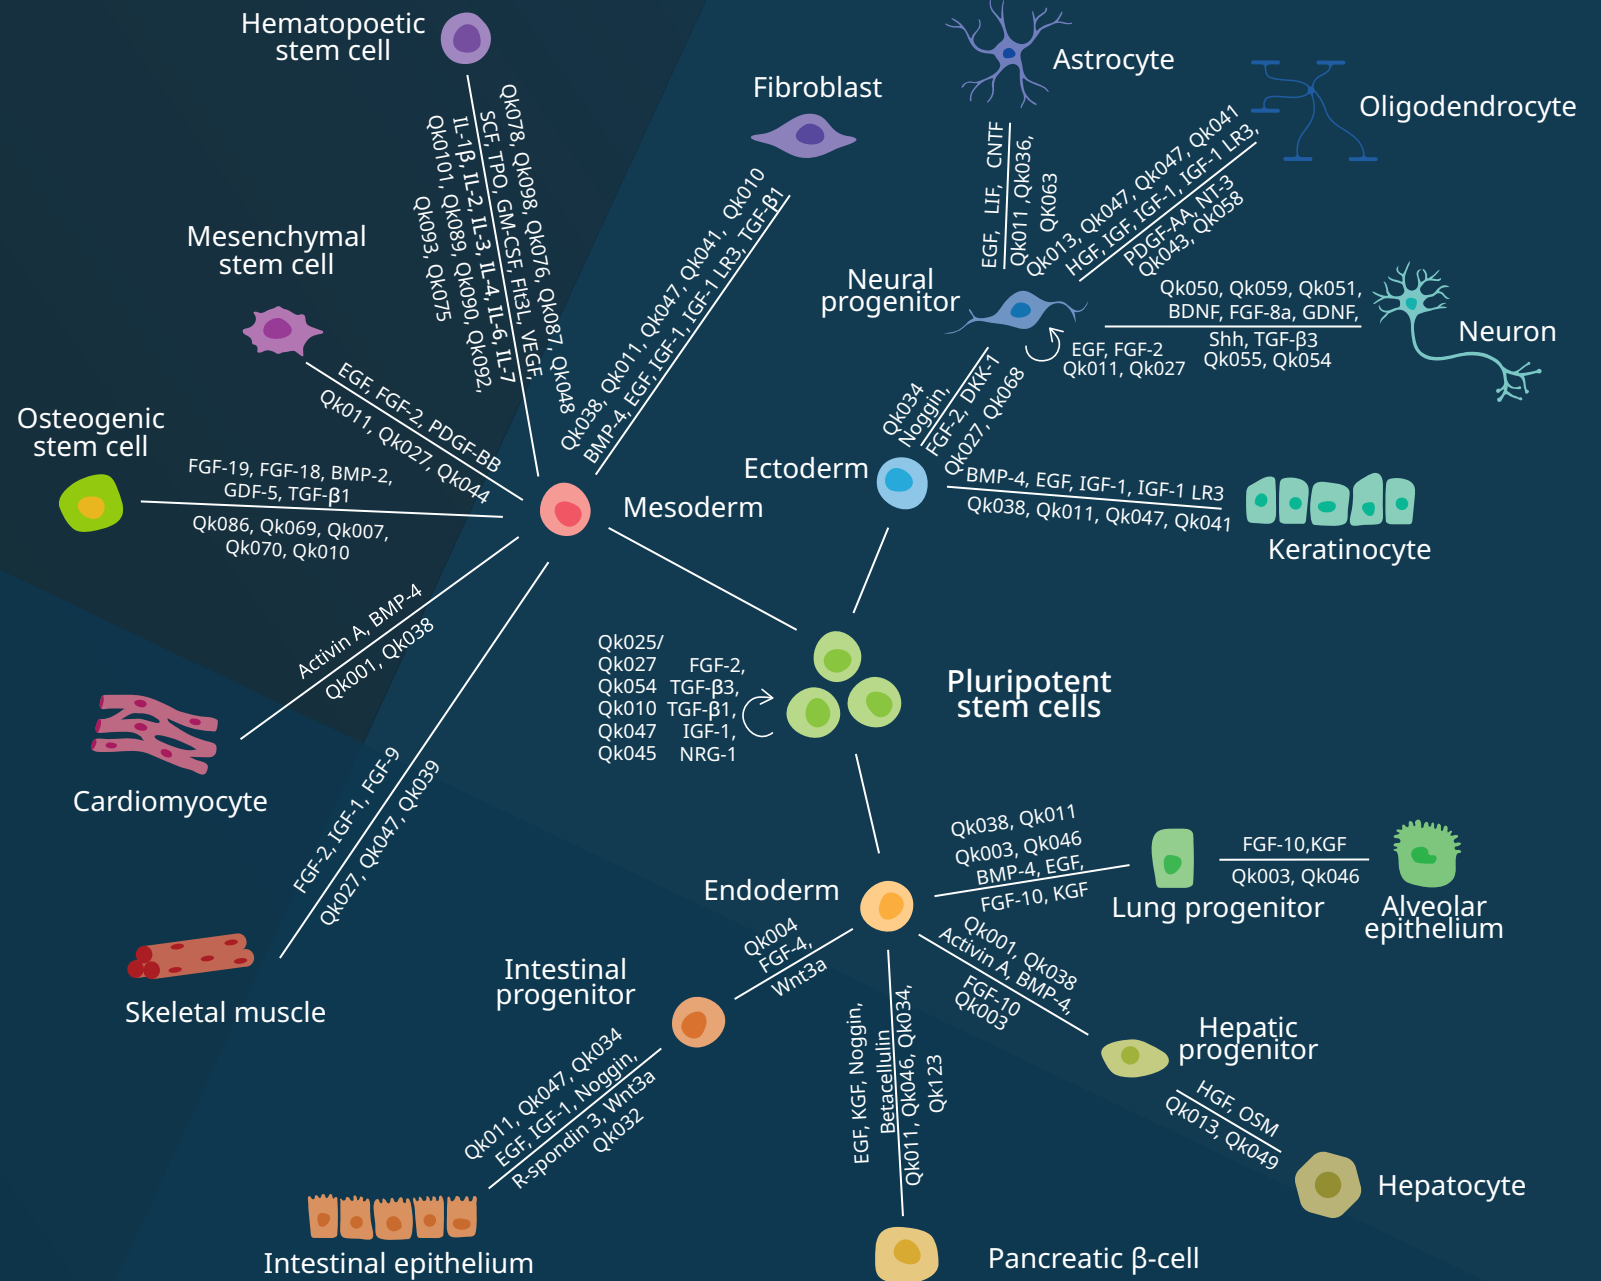 Hematopoetic
stem cell
Qk078, Qk098, Qk076, Qk087, Qk048
SCF, TPO, GM-CSF, Flt3L, VEGF,
IL-1β, IL-2, IL-3, IL-4, IL-6, IL-7
Qk0101, Qk089, Qk090, Qk092,
Qk093, Qk075
Fibroblast
Qk038, Qk011, Qk047, Qk041, Qk010
BMP-4, EGF, IGF-1, IGF-1 LR3, TGF-β1
Astrocyte
EGF, LIF, CNTF
Qk011 ,Qk036,
QK063
Oligodendrocyte
Qk013, Qk047, Qk047, Qk041
HGF, IGF, IGF-1, IGF-1 LR3,
PDGF-AA, NT-3
Qk043, Qk058
Mesenchymal
stem cell
EGF, FGF-2, PDGF-BB
Qk011, Qk027, Qk044
Neural
progenitor
EGF, FGF-2
Qk011, Qk027
Qk050, Qk059, Qk051,
BDNF, FGF-8a, GDNF,
Shh, TGF-β3
Qk055, Qk054
Neuron
Qk034
Noggin,
FGF-2, DKK-1
Qk027, Qk068
Osteogenic
stem cell
FGF-19, FGF-18, BMP-2,
GDF-5, TGF-β1
Qk086, Qk069, Qk007,
Qk070, Qk010
Mesoderm
Ectoderm
BMP-4, EGF, IGF-1, IGF-1 LR3
Qk038, Qk011, Qk047, Qk041
Keratinocyte
Activin A, BMP-4
Qk001, Qk038
Cardiomyocyte
Qk025/
Qk027 FGF-2,
Qk054 TGF-β3,
Qk010 TGF-β1,
Qk047 IGF-1,
Qk045 NRG-1
Pluripotent
stem cells
FGF-2, IGF-1, FGF-9
Qk027, Qk047, Qk039
Skeletal muscle
Endoderm
Qk038, Qk011
Qk003, Qk046
BMP-4, EGF,
FGF-10, KGF
Lung progenitor
FGF-10,KGF
Qk003, Qk046
Alveolar
epithelium
Qk004
FGF-4,
Wnt3a
Intestinal
progenitor
Qk011, Qk047, Qk034
EGF, IGF-1, Noggin,
R-spondin 3, Wnt3a
Qk032
Intestinal epithelium
EGF, KGF, Noggin,
Betacellulin
Qk011, Qk046, Qk034,
Qk123
Pancreatic β-cell
Qk001, Qk038
Activin A, BMP-4,
FGF-10
Qk003
Hepatic
progenitor
HGF, OSM
Qk013, Qk049
Hepatocyte